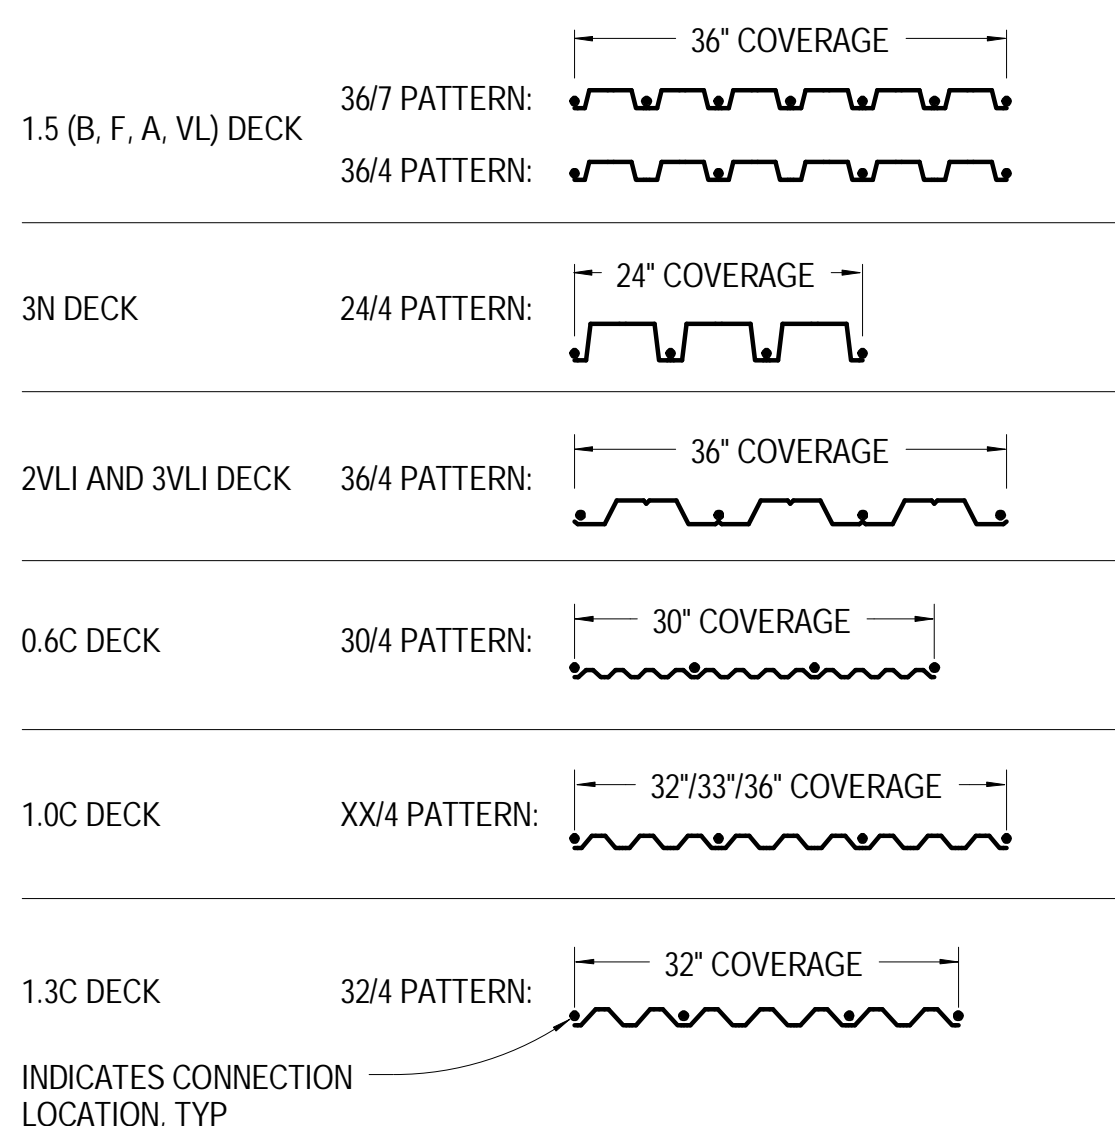 36" COVERAGE
36/7 PATTERN:
1.5 (B, F, A, VL) DECK
36/4 PATTERN:
24" COVERAGE
3N DECK 24/4 PATTERN:
36" COVERAGE
2VLI AND 3VLI DECK 36/4 PATTERN:
30" COVERAGE
0.6C DECK 30/4 PATTERN:
32"/33"/36" COVERAGE
1.0C DECK XX/4 PATTERN:
32" COVERAGE
1.3C DECK 32/4 PATTERN:
INDICATES CONNECTION
LOCATION, TYP